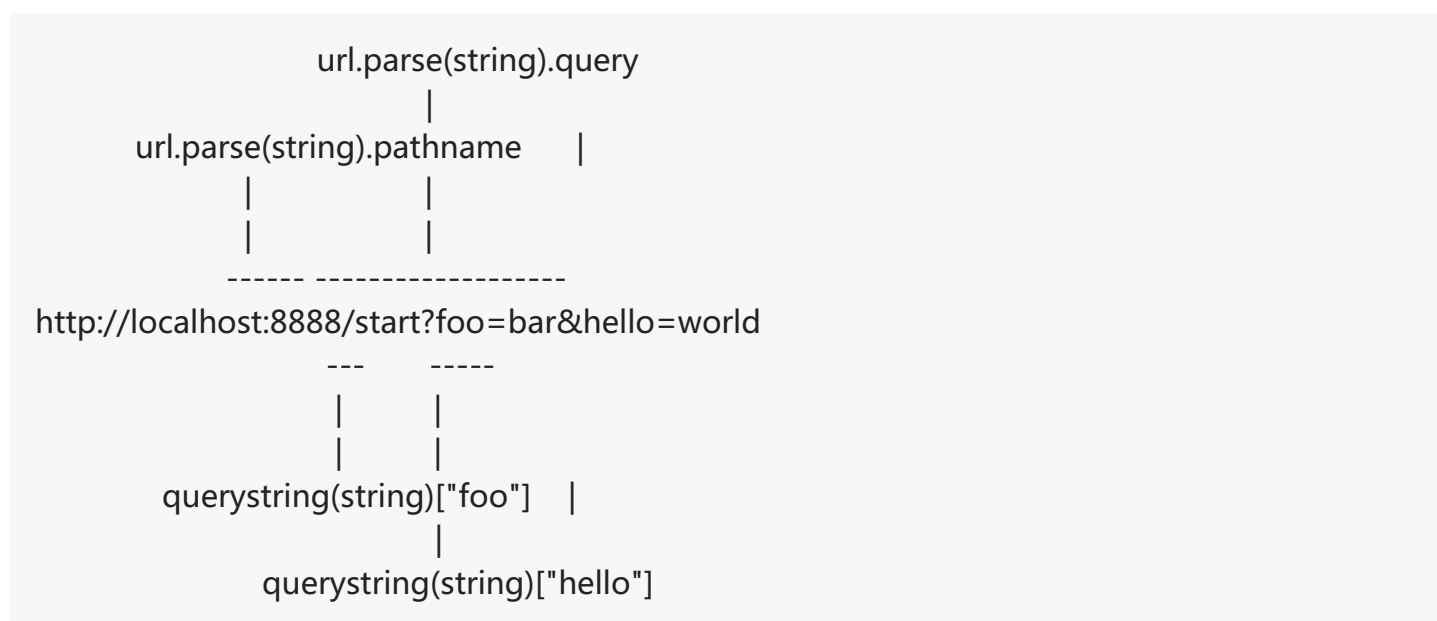 url.parse(string).query
|
url.parse(string).pathname |
| |
| |
------ -------------------
http://localhost:8888/start?foo=bar&hello=world
--- -----
| |
| |
querystring(string)["foo"] |
|
querystring(string)["hello"]